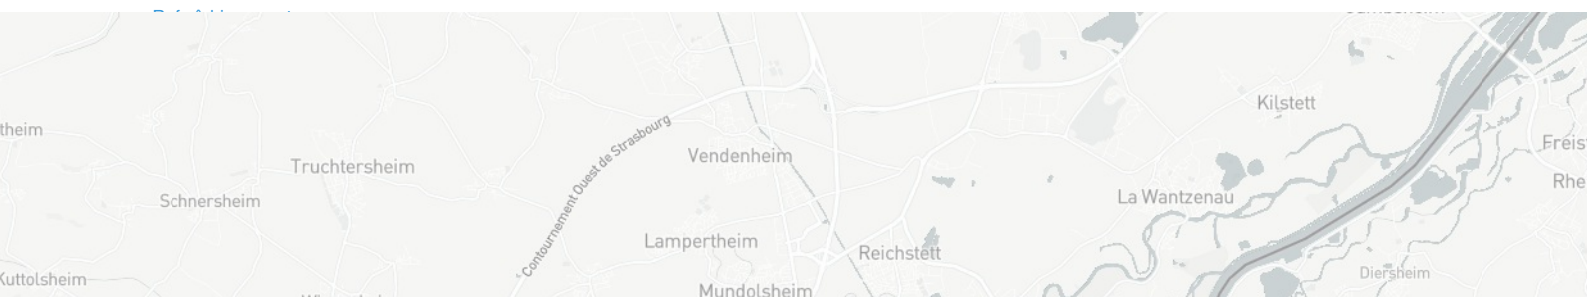 Kilstett
theim
Freis
Vendenheim
Truchtersheim
Contournement Ouest de Strasbourg
Rhe
La Wantzenau
Schnersheim
Lampertheim
Reichstett
Diersheim
Kuttolsheim
Mundolsheim